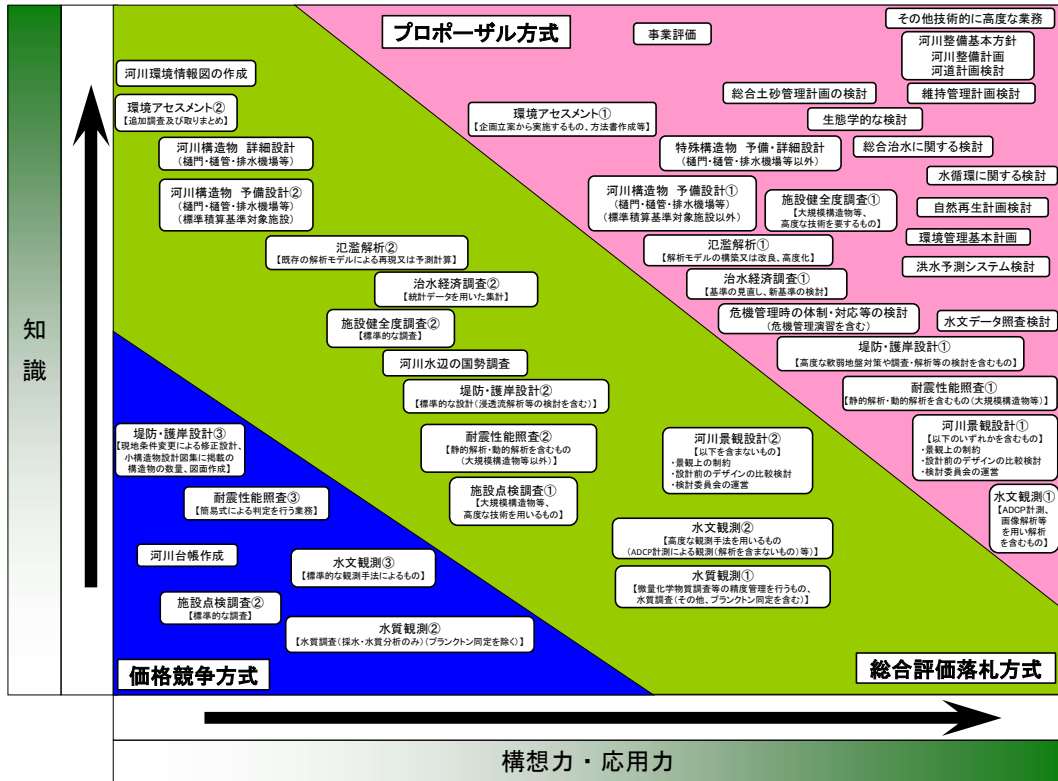 プロポーザル方式
事業評価
その他技術的に高度な業務
河川整備基本方針
河川整備計画
河道計画検討
河川環境情報図の作成
環境アセスメント②
【追加調査及び取りまとめ】
環境アセスメント①
【企画立案から実施するもの、方法書作成等】
総合土砂管理計画の検討
維持管理計画検討
生態学的な検討
河川構造物 詳細設計
(樋門・樋管・排水機場等)
特殊構造物 予備・詳細設計
(樋門・樋管・排水機場等以外)
総合治水に関する検討
水循環に関する検討
河川構造物 予備設計②
(樋門・樋管・排水機場等)
(標準積算基準対象施設)
河川構造物 予備設計①
(樋門・樋管・排水機場等)
(標準積算基準対象施設以外)
施設健全度調査①
【大規模構造物等、
高度な技術を要するもの】
自然再生計画検討
環境管理基本計画
氾濫解析②
【既存の解析モデルによる再現又は予測計算】
氾濫解析①
【解析モデルの構築又は改良、高度化】
洪水予測システム検討
治水経済調査②
【統計データを用いた集計】
治水経済調査①
【基準の見直し、新基準の検討】
施設健全度調査②
【標準的な調査】
危機管理時の体制・対応等の検討
(危機管理演習を含む)
水文データ照査検討
河川水辺の国勢調査
堤防・護岸設計①
【高度な軟弱地盤対策や調査・解析等の検討を含むもの】
堤防・護岸設計②
【標準的な設計(浸透流解析等の検討を含む)】
耐震性能照査①
【静的解析・動的解析を含むもの(大規模構造物等)】
堤防・護岸設計③
【現地条件変更による修正設計、
小構造物設計図集に掲載の
構造物の数量、図面作成】
耐震性能照査②
【静的解析・動的解析を含むもの
(大規模構造物等以外)】
河川景観設計②
【以下を含まないもの】
・景観上の制約
・設計前のデザインの比較検討
・検討委員会の運営
河川景観設計①
【以下のいずれかを含むもの】
・景観上の制約
・設計前のデザインの比較検討
・検討委員会の運営
耐震性能照査③
【簡易式による判定を行う業務】
施設点検調査①
【大規模構造物等、
高度な技術を用いるもの】
水文観測①
【ADCP計測、
画像解析等
を用い解析
を含むもの】
水文観測②
【高度な観測手法を用いるもの
(ADCP計測による観測(解析を含まないもの)等)】
河川台帳作成
水文観測③
【標準的な観測手法によるもの】
水質観測①
【微量化学物質調査等の精度管理を行うもの、
水質調査(その他、プランクトン同定を含む)】
施設点検調査②
【標準的な調査】
水質観測②
【水質調査(採水・水質分析のみ)(プランクトン同定を除く)】
価格競争方式
総合評価落札方式
知
識
構想力・応用力